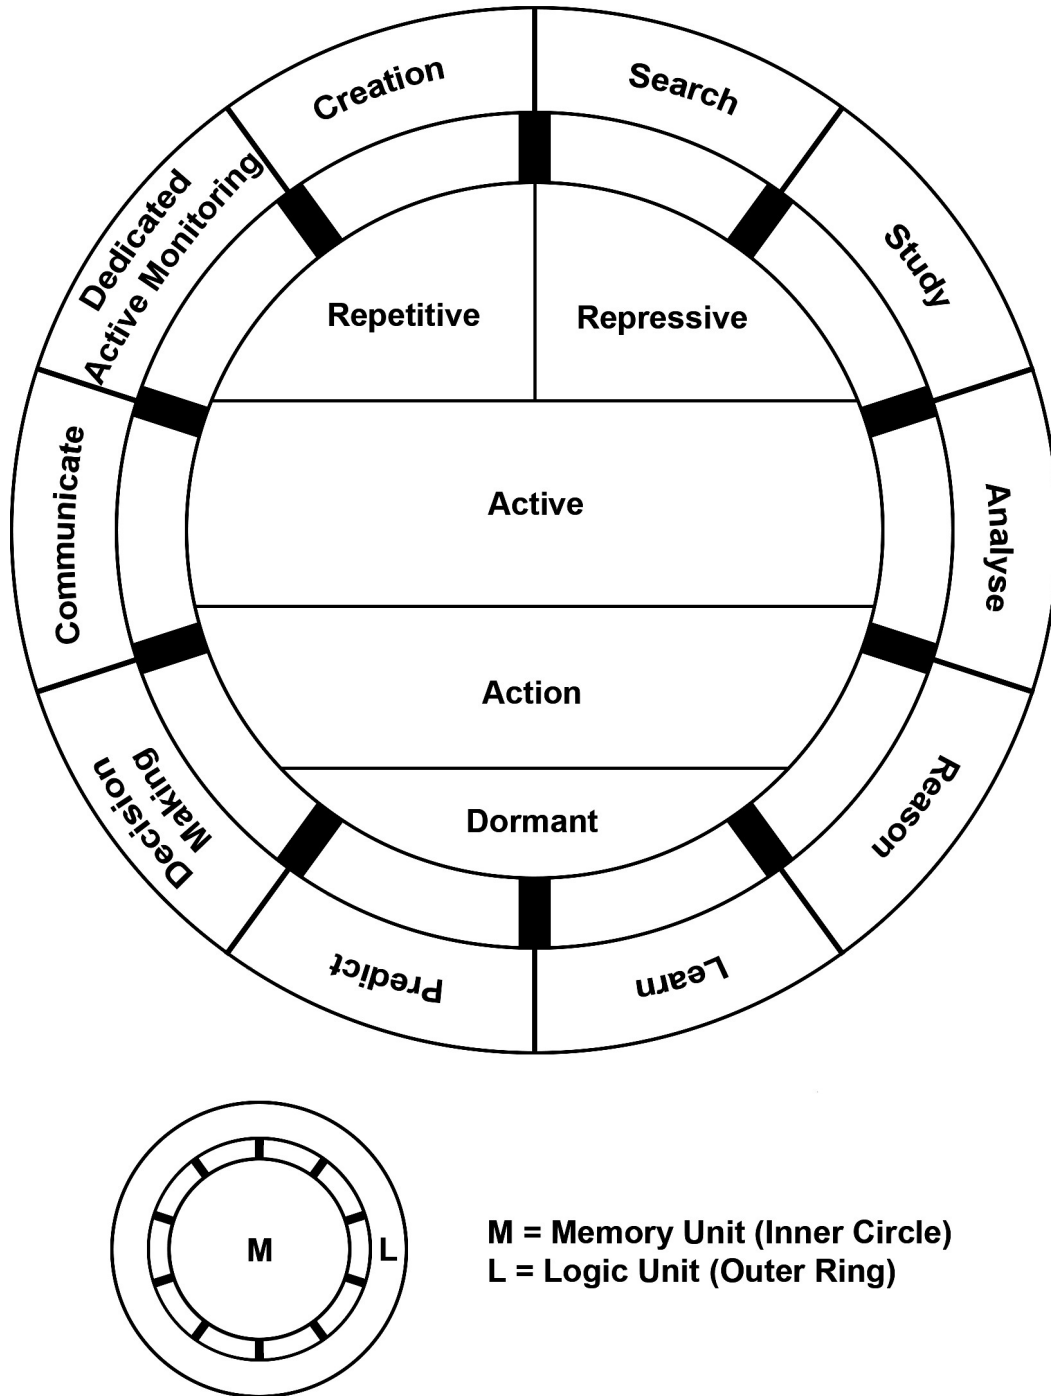 Creation
Search
Study
Analyse
Reason
Learn
Predict
Decision
Making
Communicate
Dedicated
Active Monitoring
Repetitive
Repressive
Active
Action
Dormant
M
L
M = Memory Unit (Inner Circle)
L = Logic Unit (Outer Ring)